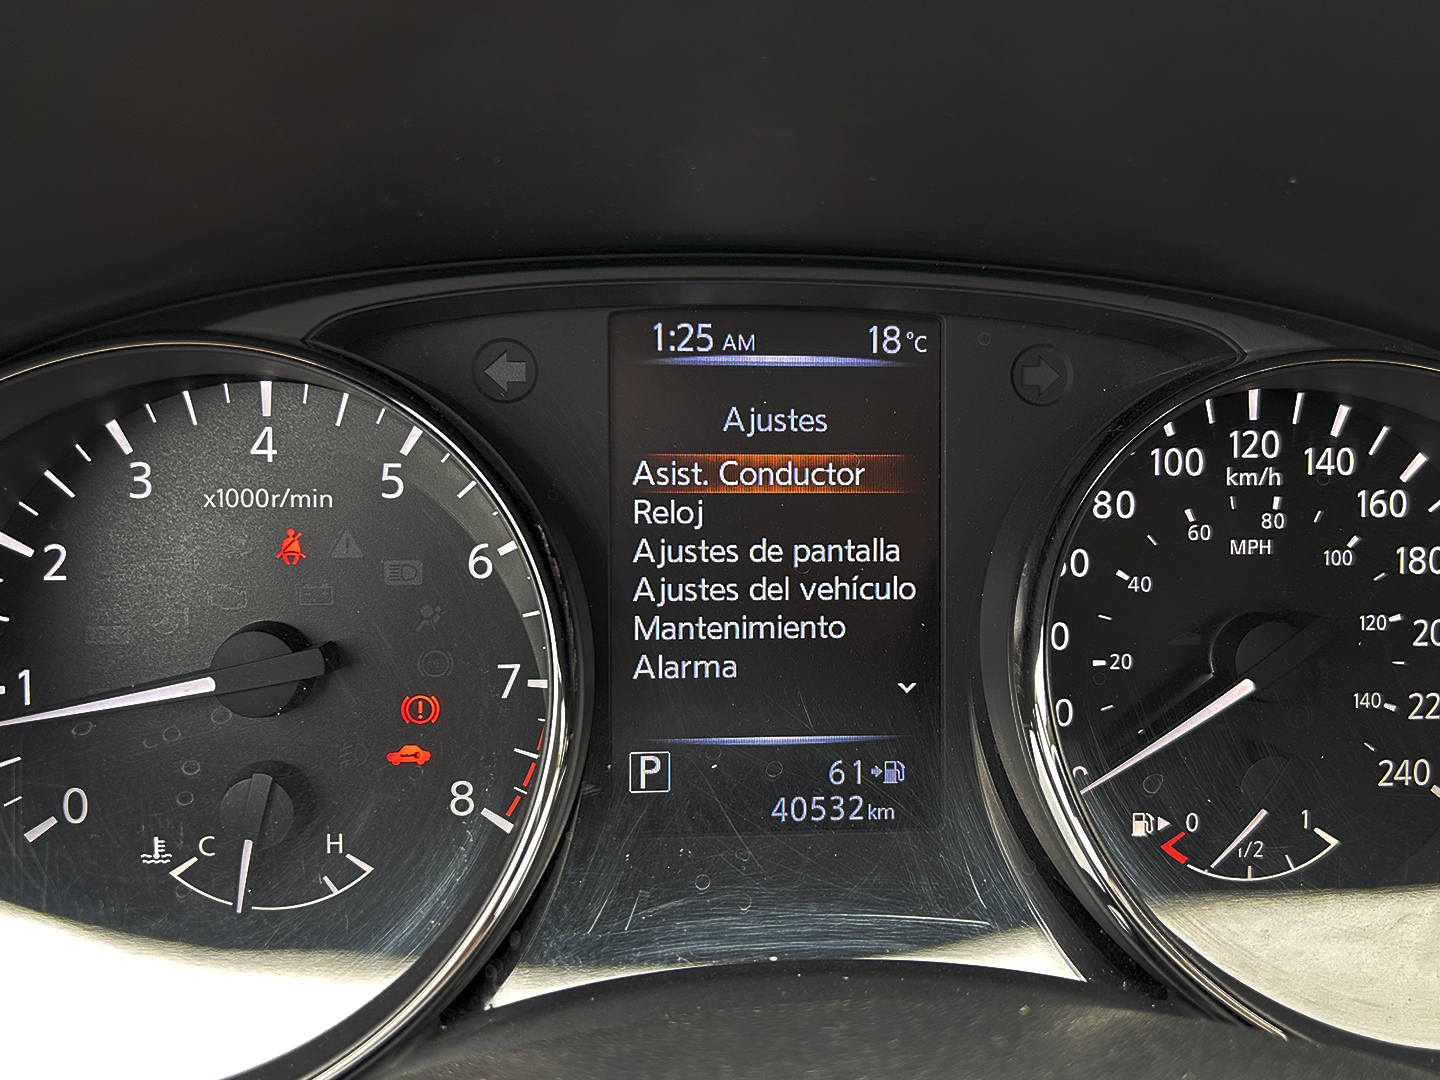 1:25 AM 18°C
Ajustes
Asist. Conductor
Reloj
Ajustes de pantalla
Ajustes del vehículo
Mantenimiento
Alarma
P
61
40532 km
0
1
2
3
4
5
6
7
8
x1000r/min
C H
80
100
120
140
160
180
240
km/h
20
40
60
80
100
120
140
MPH
0 1/2 1